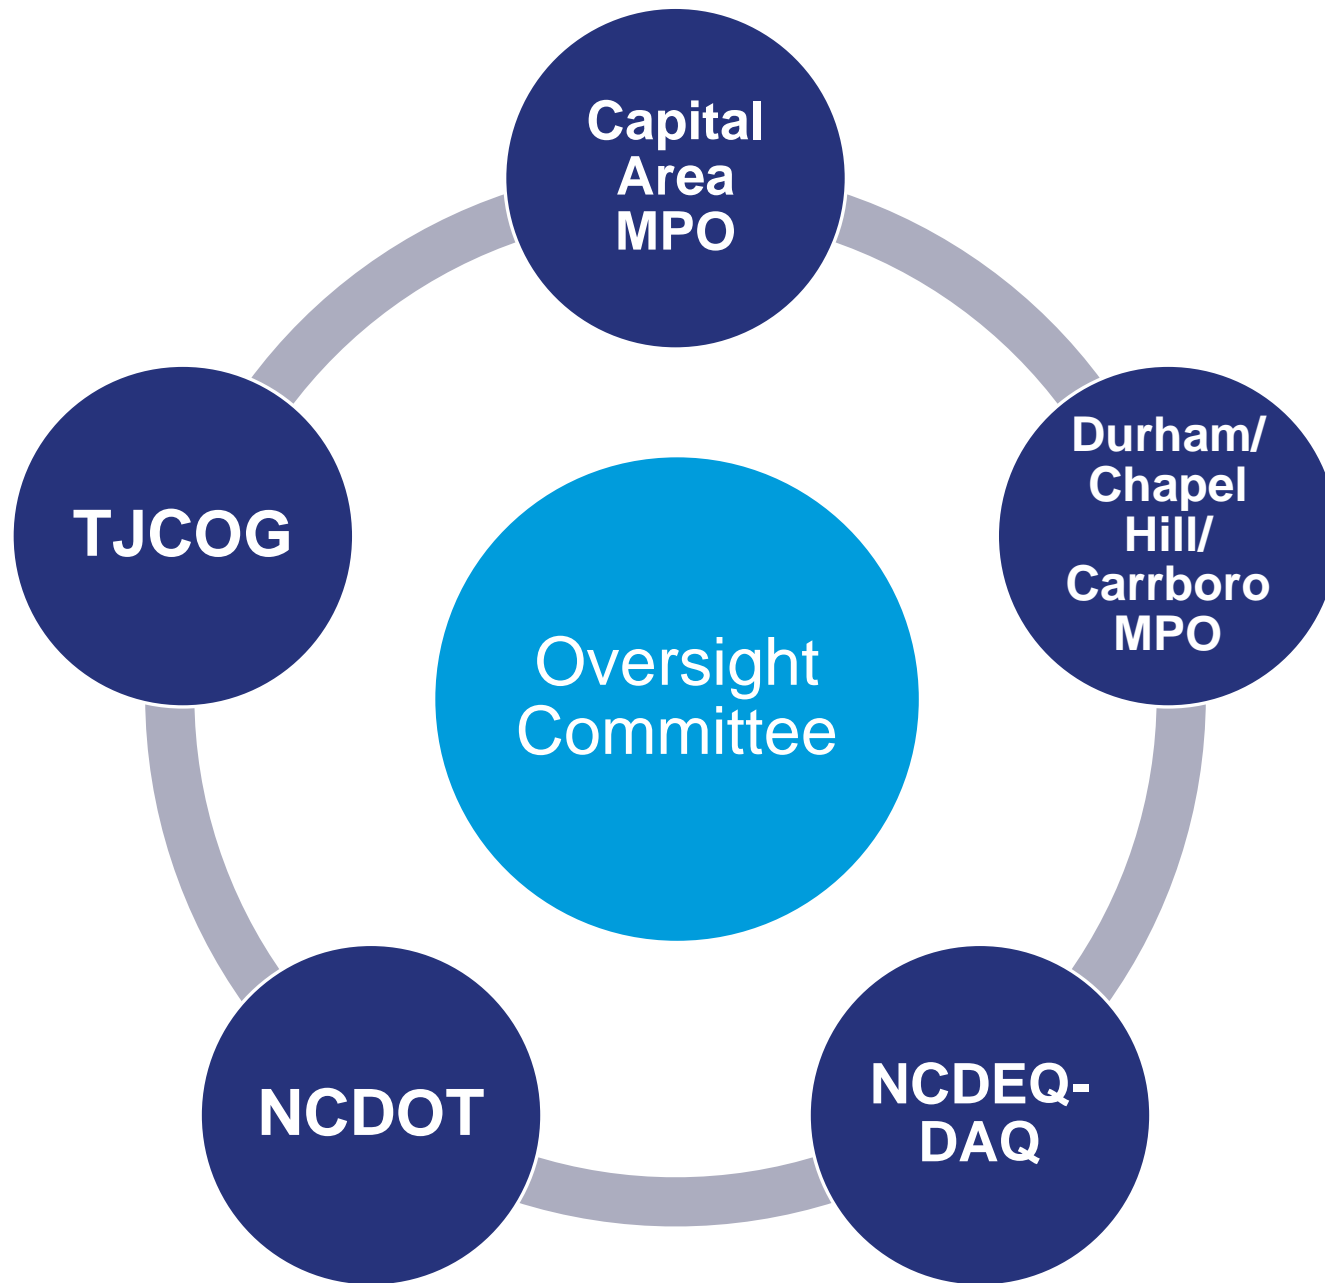 Capital
Area
MPO
Durham/
Chapel
Hill/
Carrboro
MPO
TJCOG
Oversight
Committee
NCDOT
NCDEQ-
DAQ